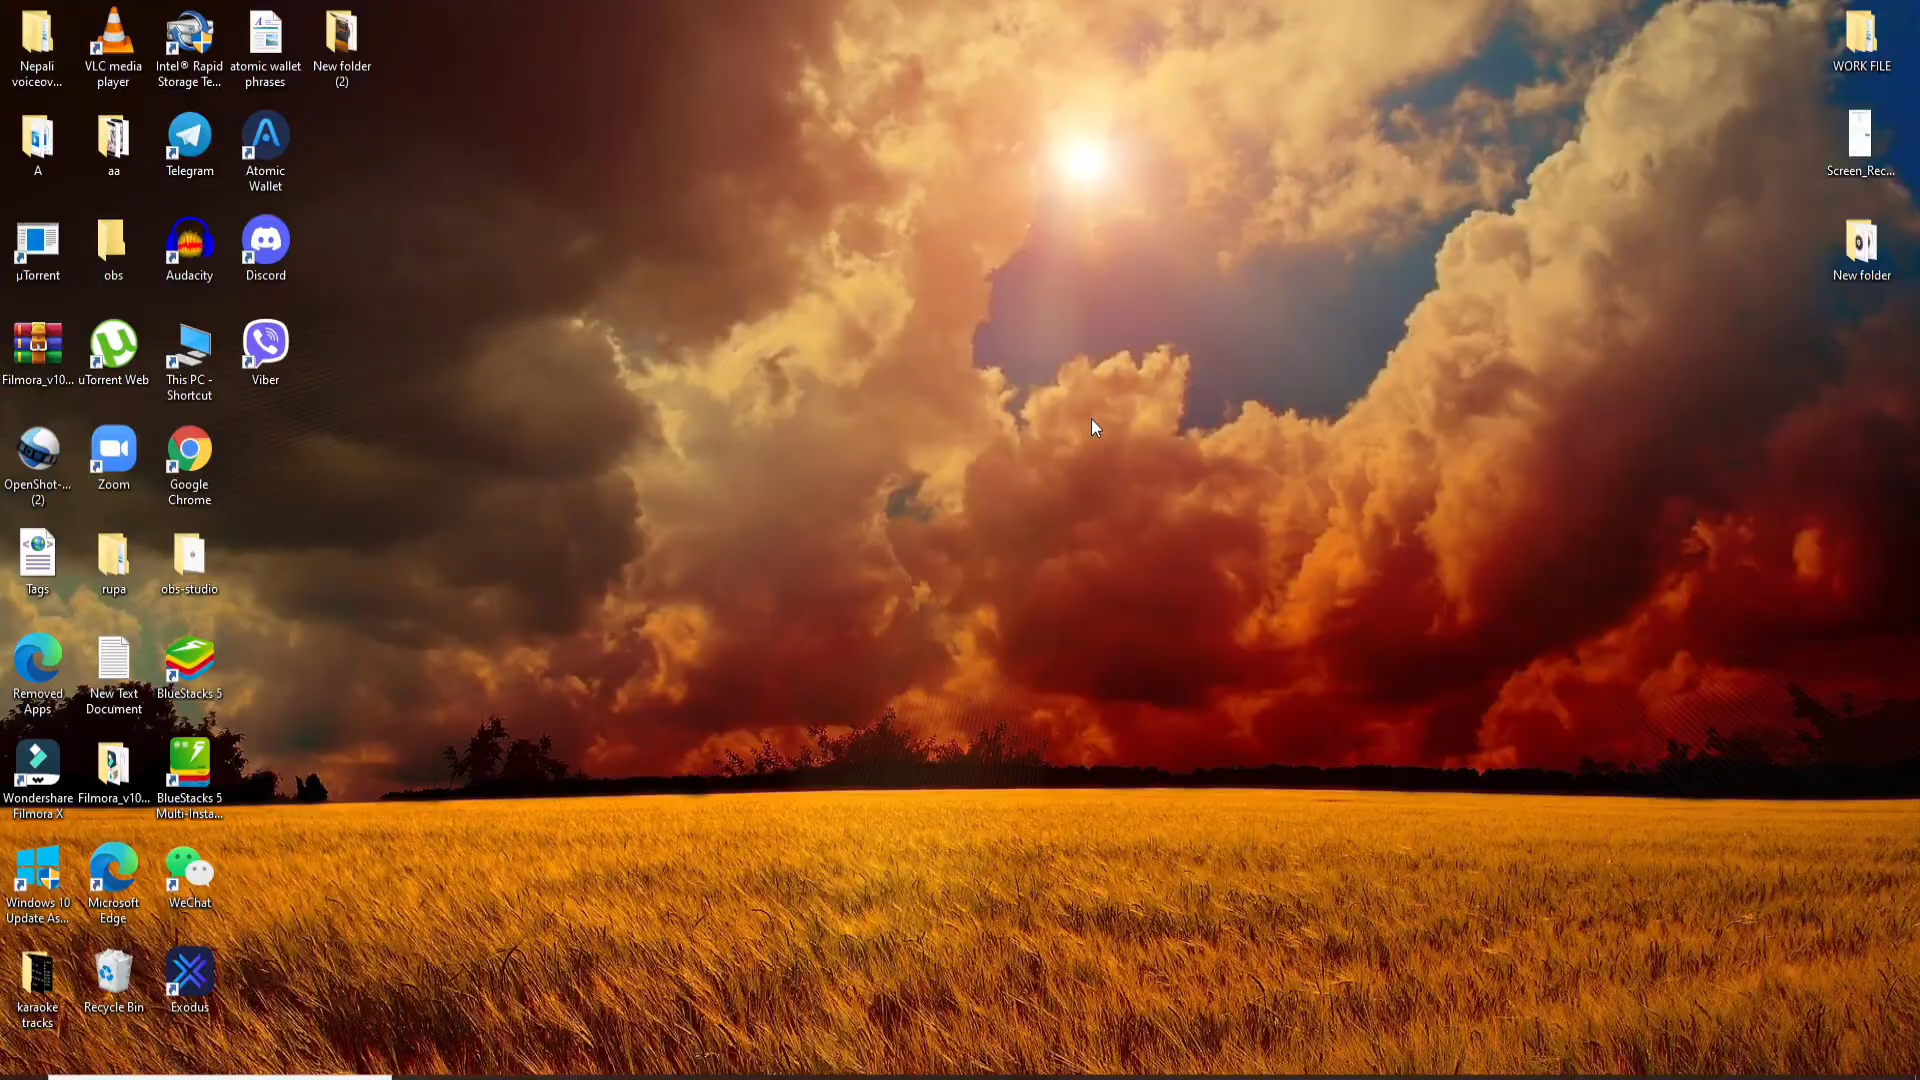 Nepali
voiceov...
VLC media
player
Intel® Rapid
Storage Te...
atomic wallet
phrases
New folder
(2)
WORK FILE
A
aa
Telegram
Atomic
Wallet
Screen_Rec...
µTorrent
obs
Audacity
Discord
New folder
Filmora_v10...
uTorrent Web
This PC -
Shortcut
Viber
OpenShot-...
(2)
Zoom
Google
Chrome
Tags
rupa
obs-studio
Removed
Apps
New Text
Document
BlueStacks 5
Wondershare
Filmora X
Filmora_v10...
BlueStacks 5
Multi-Insta...
Windows 10
Update As...
Microsoft
Edge
WeChat
karaoke
tracks
Recycle Bin
Exodus